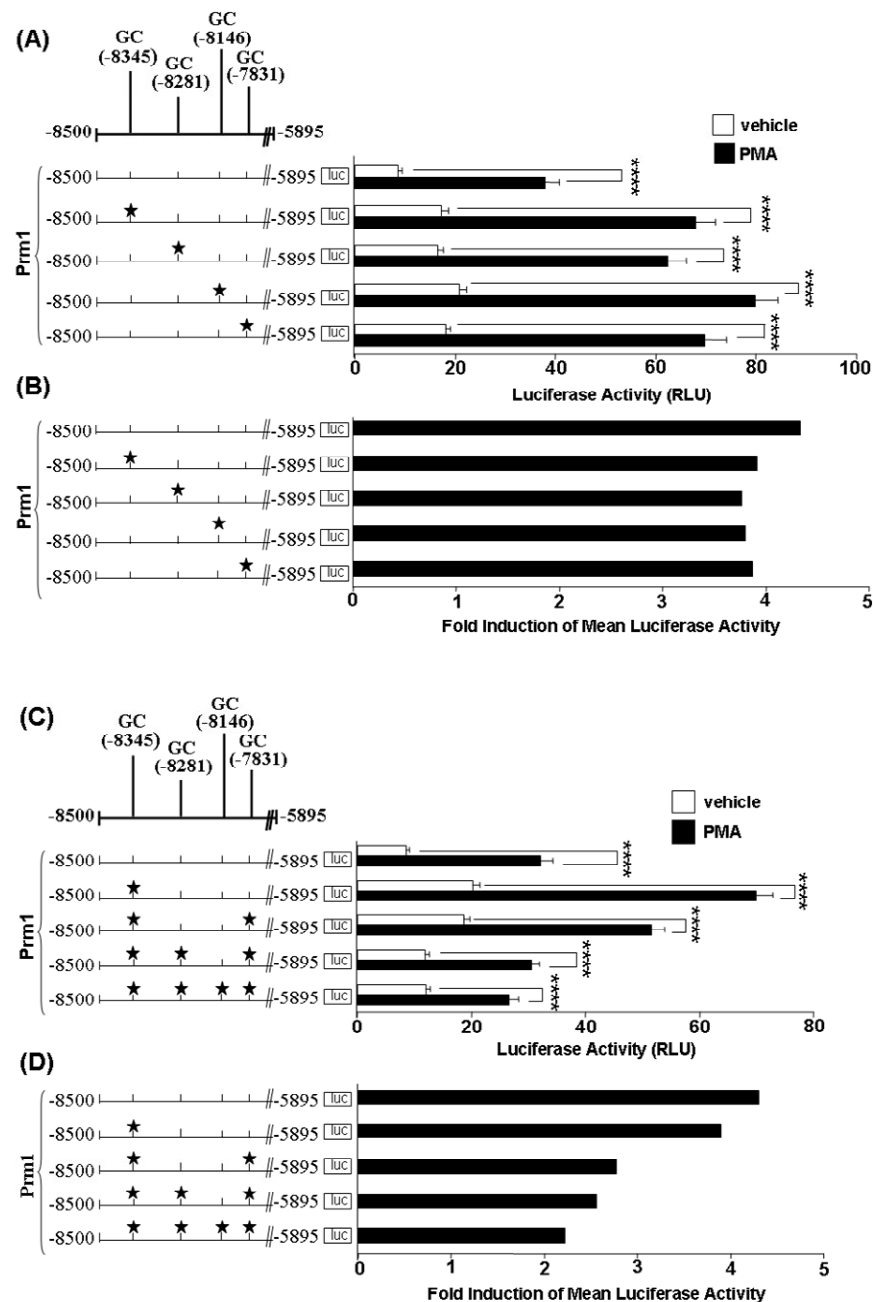 (A)
GC
(-8345)
GC
(-8281)
GC
(-8146)
GC
(-7831)
-8500
-5895
vehicle
PMA
Prm1
-8500 -5895 luc ****
-8500 -5895 luc ****
-8500 -5895 luc ****
-8500 -5895 luc ****
-8500 -5895 luc ****
0 20 40 60 80 100
Luciferase Activity (RLU)
(B)
Prm1
-8500 -5895 luc
-8500 -5895 luc
-8500 -5895 luc
-8500 -5895 luc
-8500 -5895 luc
0 1 2 3 4 5
Fold Induction of Mean Luciferase Activity
(C)
GC
(-8345)
GC
(-8281)
GC
(-8146)
GC
(-7831)
-8500
-5895
vehicle
PMA
Prm1
-8500 -5895 luc ****
-8500 -5895 luc ****
-8500 -5895 luc ****
-8500 -5895 luc ****
-8500 -5895 luc ****
0 20 40 60 80
Luciferase Activity (RLU)
(D)
Prm1
-8500 -5895 luc
-8500 -5895 luc
-8500 -5895 luc
-8500 -5895 luc
-8500 -5895 luc
0 1 2 3 4 5
Fold Induction of Mean Luciferase Activity